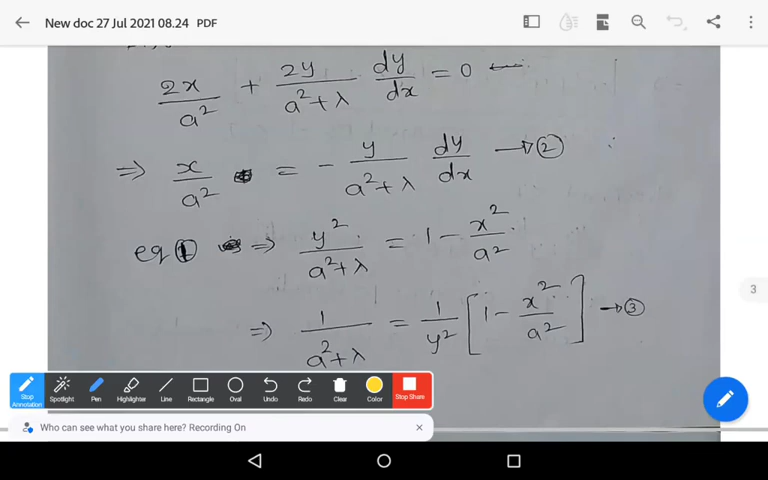 New doc 27 Jul 2021 08.24 PDF
2x/a² + 2y/(a²+λ) dy/dx = 0 ←
⇒ x/a² = - y/(a²+λ) dy/dx → ②
eq ① ⇒ y²/(a²+λ) = 1 - x²/a²
3
⇒ 1/(a²+λ) = 1/y² [1 - x²/a²] → ③
Stop Annotation Spotlight Pen Highlighter Line Rectangle Oval Undo Redo Clear Color Stop Share
Who can see what you share here? Recording On